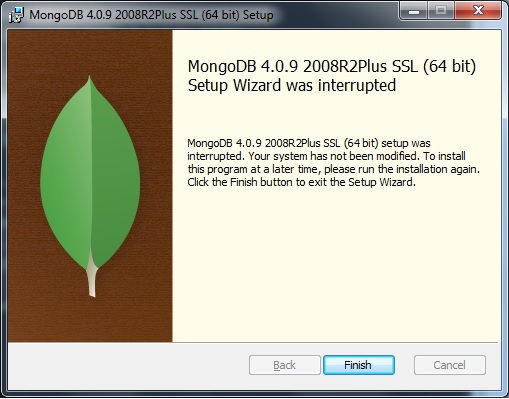 MongoDB 4.0.9 2008R2Plus SSL (64 bit) Setup
MongoDB 4.0.9 2008R2Plus SSL (64 bit)
Setup Wizard was interrupted
MongoDB 4.0.9 2008R2Plus SSL (64 bit) setup was
interrupted. Your system has not been modified. To install
this program at a later time, please run the installation again.
Click the Finish button to exit the Setup Wizard.
Back Finish Cancel